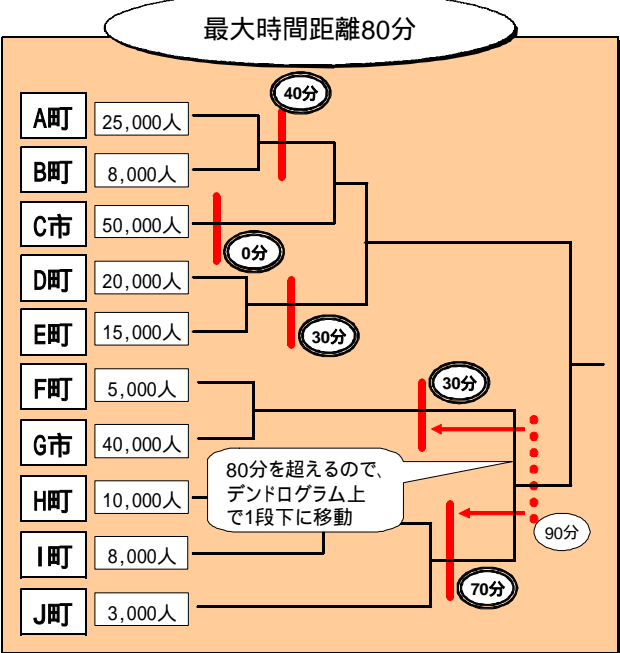 最大時間距離80分
40分
A町 25,000人
B町 8,000人
C市 50,000人
0分
D町 20,000人
E町 15,000人
30分
F町 5,000人
30分
G市 40,000人
80分を超えるので、
デンドログラム上
で1段下に移動
H町 10,000人
90分
I町 8,000人
70分
J町 3,000人